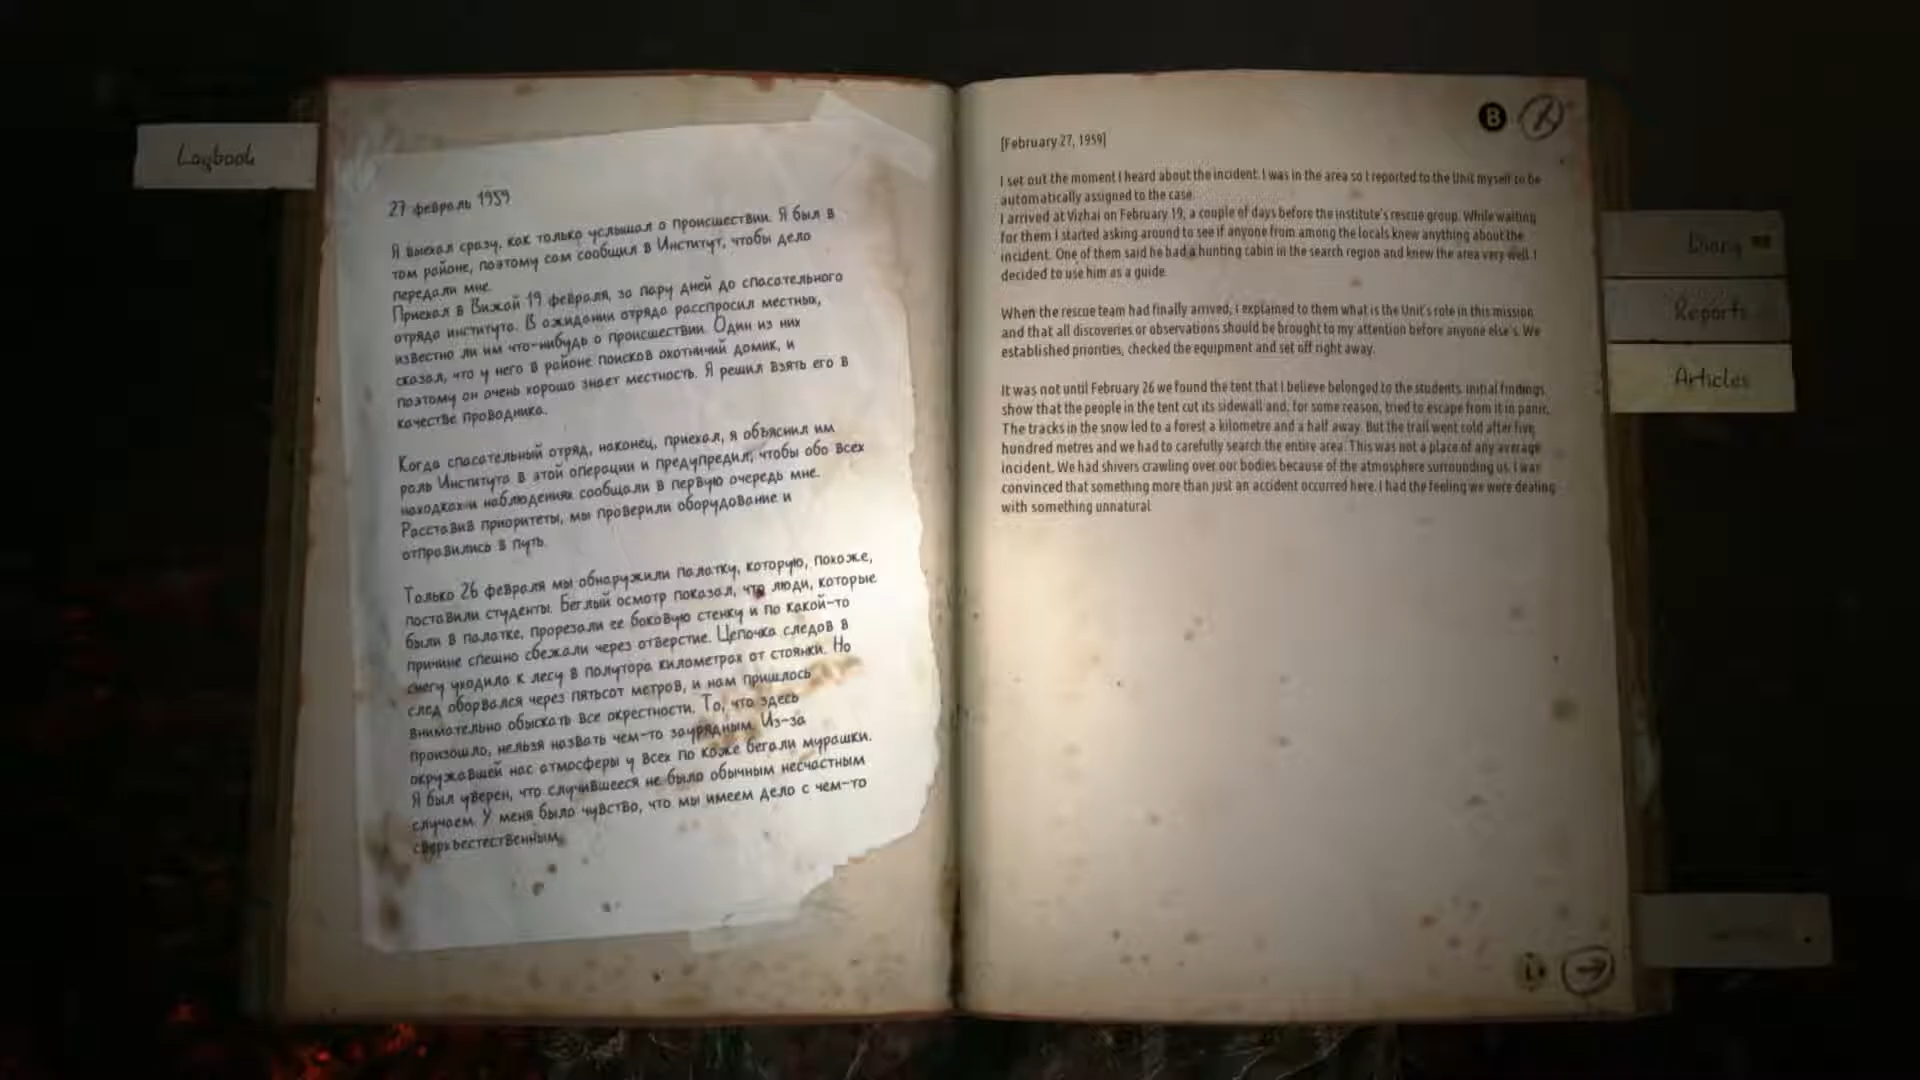 Logbook
27 февраль 1959
Я выехал сразу, как только услышал о происшествии. Я был в
том районе, поэтому сам сообщил в Институт, чтобы дело
передали мне.
Приехал в Вижай 19 февраля, за пару дней до спасательного
отряда института. В ожидании отряда расспросил местных,
известно ли им что-нибудь о происшествии. Один из них
сказал, что у него в районе поисков охотничий домик, и
поэтому он очень хорошо знает местность. Я решил взять его в
качестве проводника.
Когда спасательный отряд, наконец, приехал, я объяснил им
роль Института в этой операции и предупредил, чтобы обо всех
находках и наблюдениях сообщали в первую очередь мне.
Расставив приоритеты, мы проверили оборудование и
отправились в путь.
Только 26 февраля мы обнаружили палатку, которую, похоже,
поставили студенты. Беглый осмотр показал, что люди, которые
были в палатке, прорезали ее боковую стенку и по какой-то
причине спешно сбежали через отверстие. Цепочка следов в
снегу уходила к лесу в полутора километрах от стоянки. Но
след оборвался через пятьсот метров, и нам пришлось
внимательно обыскать все окрестности. То, что здесь
произошло, нельзя назвать чем-то заурядным. Из-за
окружавшей нас атмосферы у всех по коже бегали мурашки.
Я был уверен, что случившееся не было обычным несчастным
случаем. У меня было чувство, что мы имеем дело с чем-то
сверхъестественным.
B
[February 27, 1959]
I set out the moment I heard about the incident. I was in the area so I reported to the Unit myself to be
automatically assigned to the case.
I arrived at Vizhai on February 19, a couple of days before the institute's rescue group. While waiting
for them I started asking around to see if anyone from among the locals knew anything about the
incident. One of them said he had a hunting cabin in the search region and knew the area very well. I
decided to use him as a guide.
When the rescue team had finally arrived, I explained to them what is the Unit's role in this mission
and that all discoveries or observations should be brought to my attention before anyone else's. We
established priorities, checked the equipment and set off right away.
It was not until February 26 we found the tent that I believe belonged to the students. Initial findings
show that the people in the tent cut its sidewall and, for some reason, tried to escape from it in panic.
The tracks in the snow led to a forest a kilometre and a half away. But the trail went cold after five
hundred metres and we had to carefully search the entire area. This was not a place of any average
incident. We had shivers crawling over our bodies because of the atmosphere surrounding us. I was
convinced that something more than just an accident occurred here. I had the feeling we were dealing
with something unnatural.
Diary
Reports
Articles